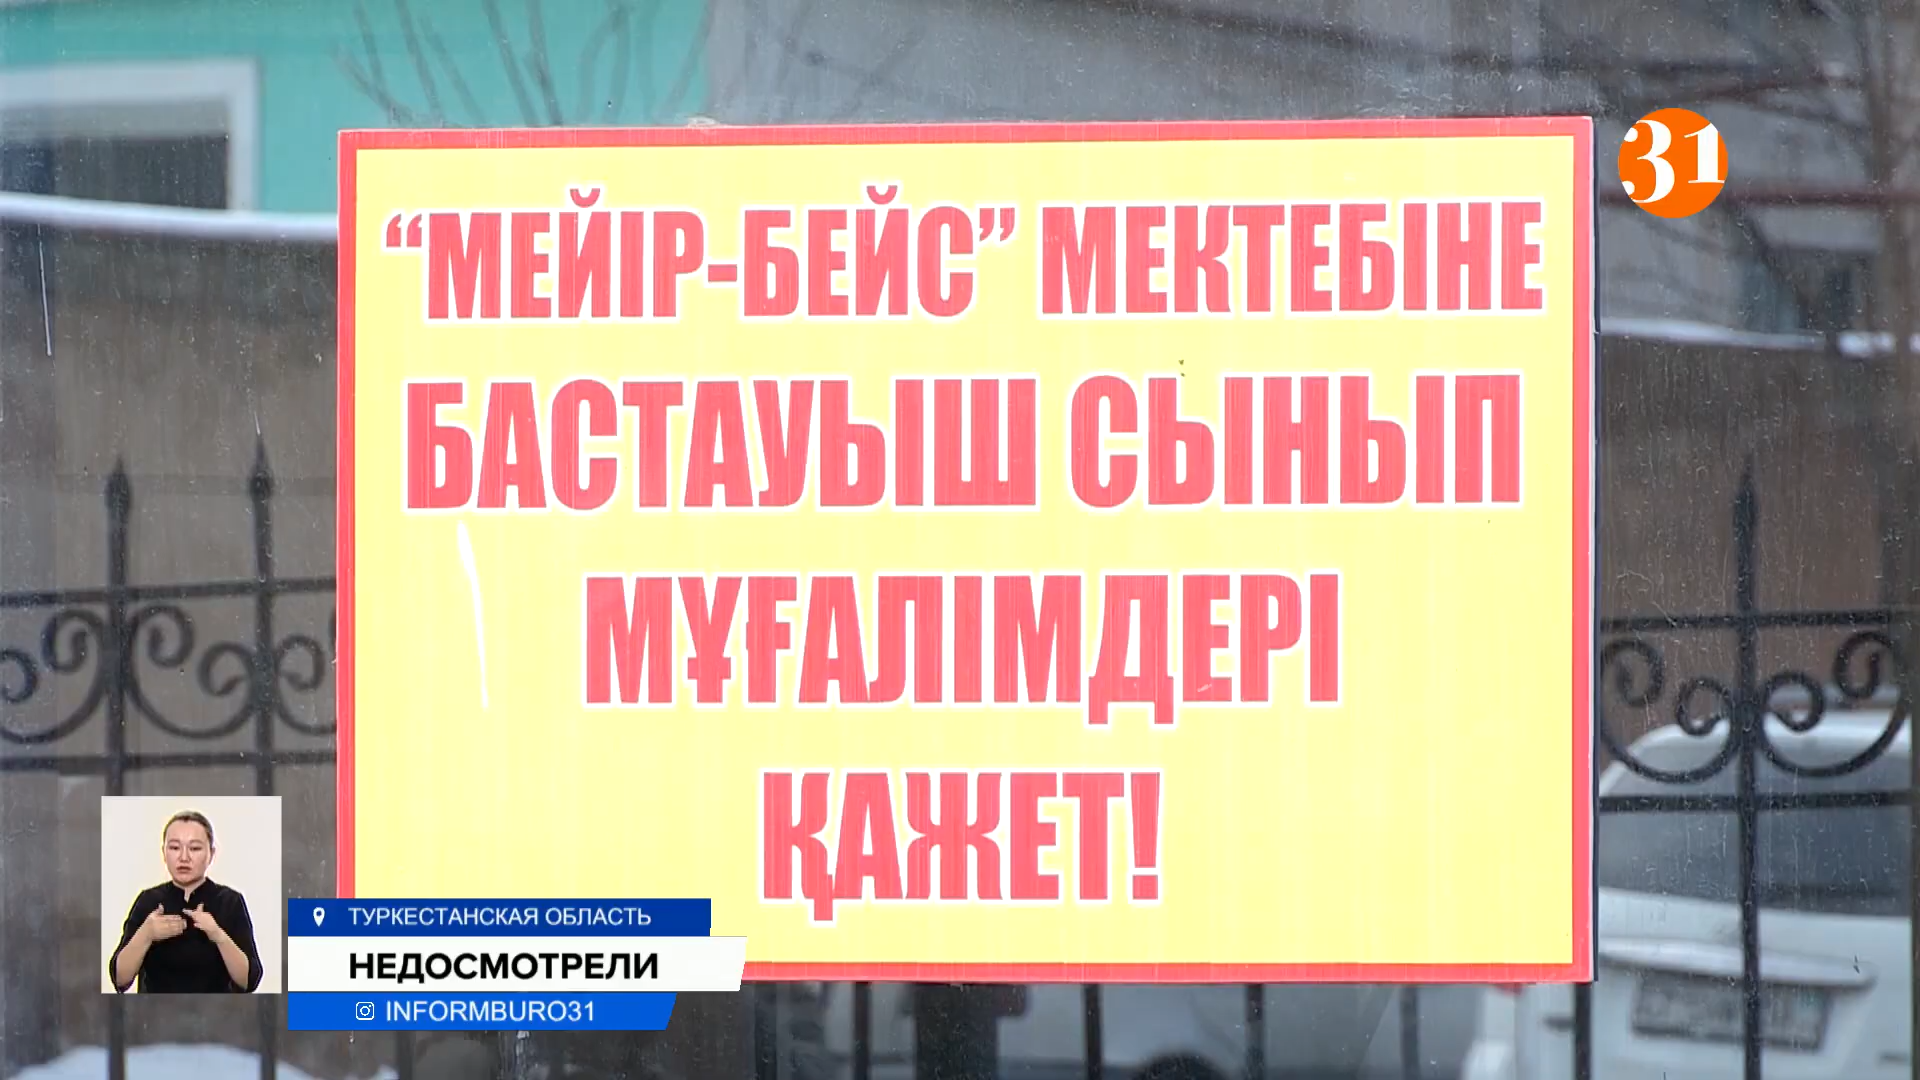 31
“МЕЙІР-БЕЙС” МЕКТЕБІНЕ
БАСТАУЫШ СЫНЫП
МҰҒАЛІМДЕРІ
ҚАЖЕТ!
ТУРКЕСТАНСКАЯ ОБЛАСТЬ
НЕДОСМОТРЕЛИ
INFORMBURO31